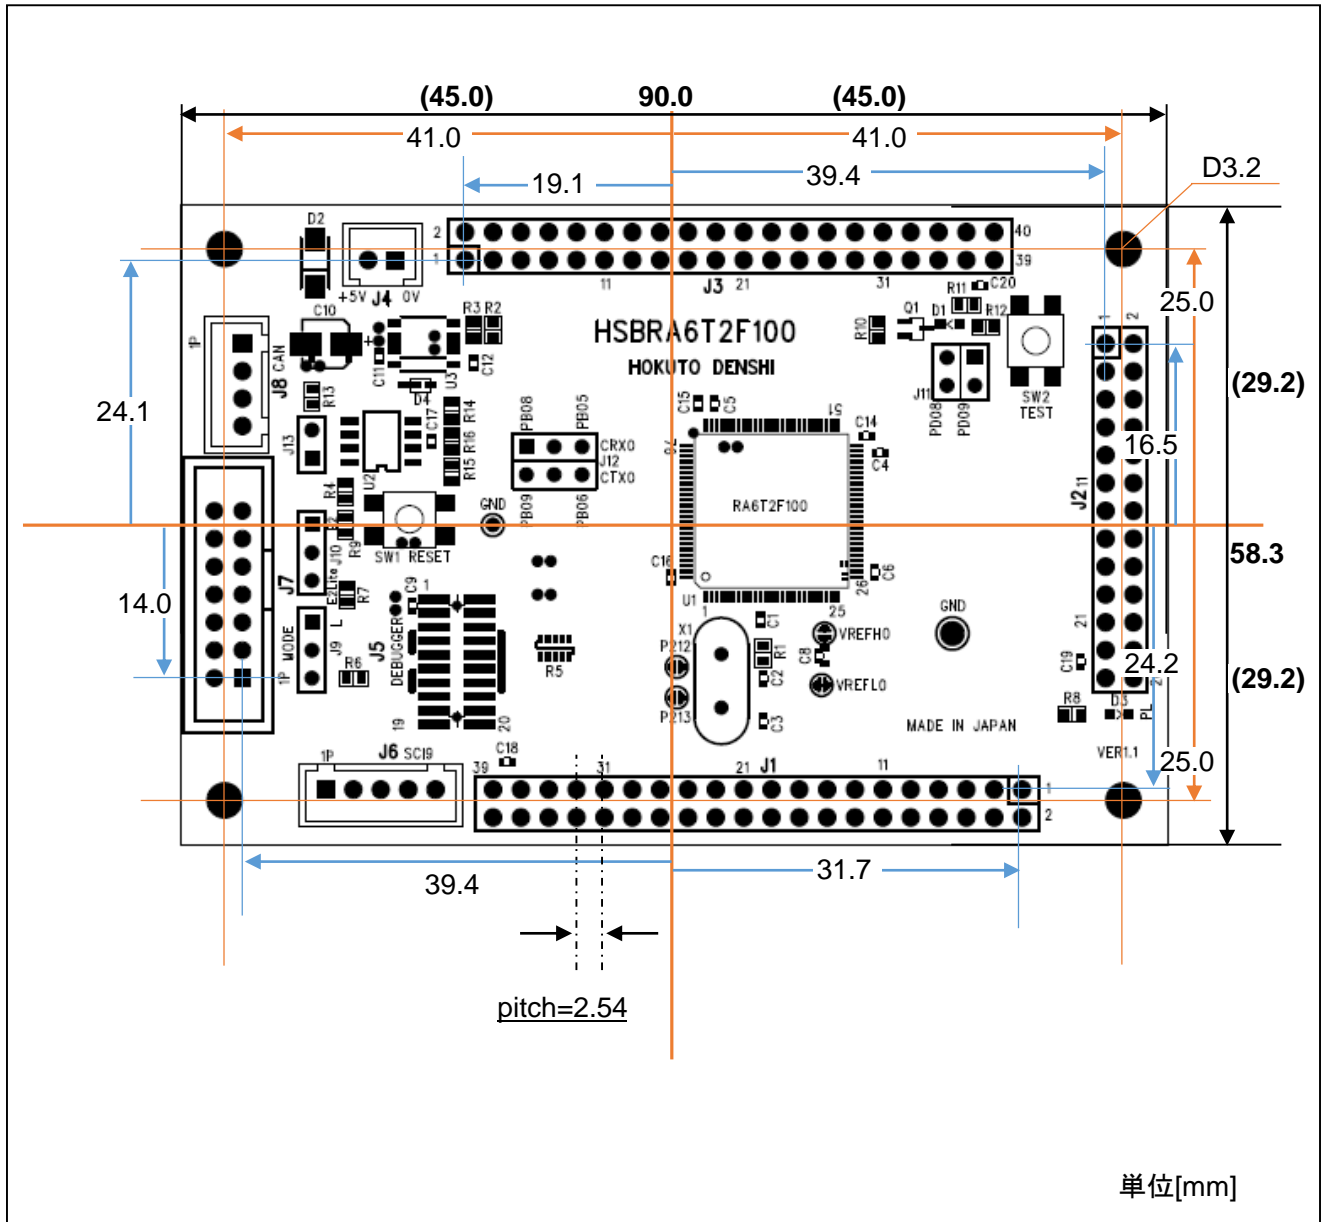 (45.0) 90.0 (45.0)
41.0 41.0
19.1 39.4 D3.2
D2
2 40
1 39
+5V J4 0V
11 J3 21 31
C20
R11
25.0
C10
R3 R2
HSBRA6T2F100
R10
Q1 D1 R12
1 2
1P
J8 CAN
C11
U3
C12
HOKUTO DENSHI
J11
SW2
TEST
(29.2)
D4
R13
24.1
PB08 PB05
C15 C5
51
PD08 PD09
C17
R14
R16
R15
CRX0
J12
CTX0
76
C14
C4
16.5
J13
U2
R4
PB09 PB06
GND
RA6T2F100
J2 11
R9
SW1 RESET
58.3
J7
J10
E2Lite
C16
C6
26
14.0
R7
C9
1
U1
1 25
GND
C1
21
L
MODE
J9
J5
DEBUGGER
X1
P212
R1
VREFH0
C8
C19
24.2
1P
R6
R5
C2
VREFL0
(29.2)
P213
R8
D3
PL
19 20
C3
MADE IN JAPAN
VER1.1
1P J6 SCI9
C18
39 31 21 J1 11
25.0
1
2
39.4 31.7
pitch=2.54
単位[mm]